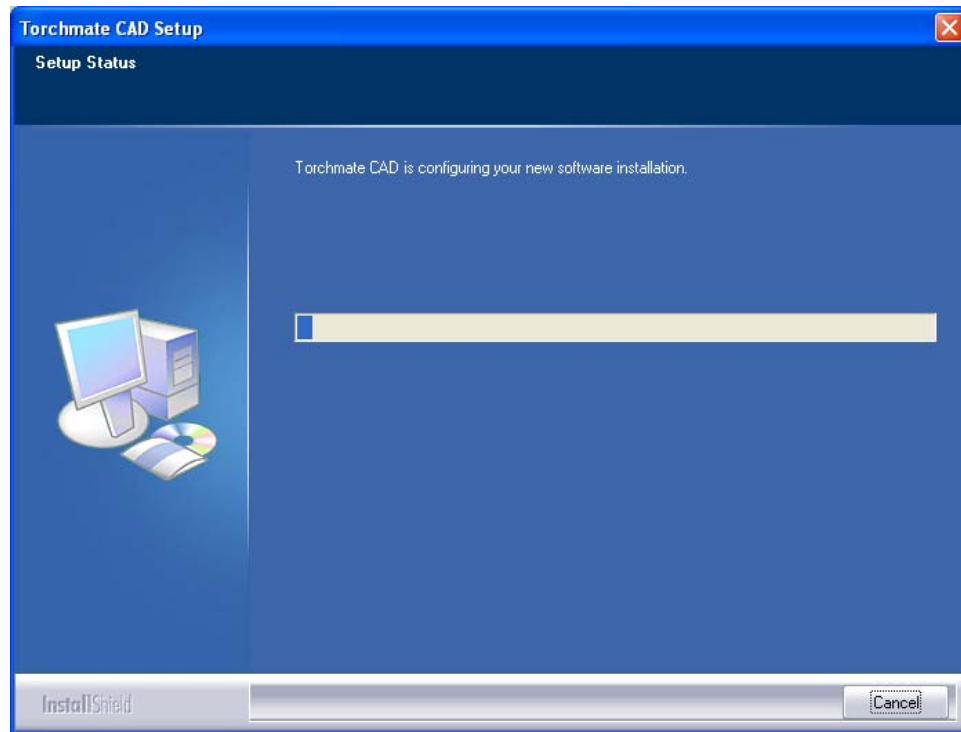 Torchmate CAD Setup
Setup Status
Torchmate CAD is configuring your new software installation.
InstallShield
Cancel